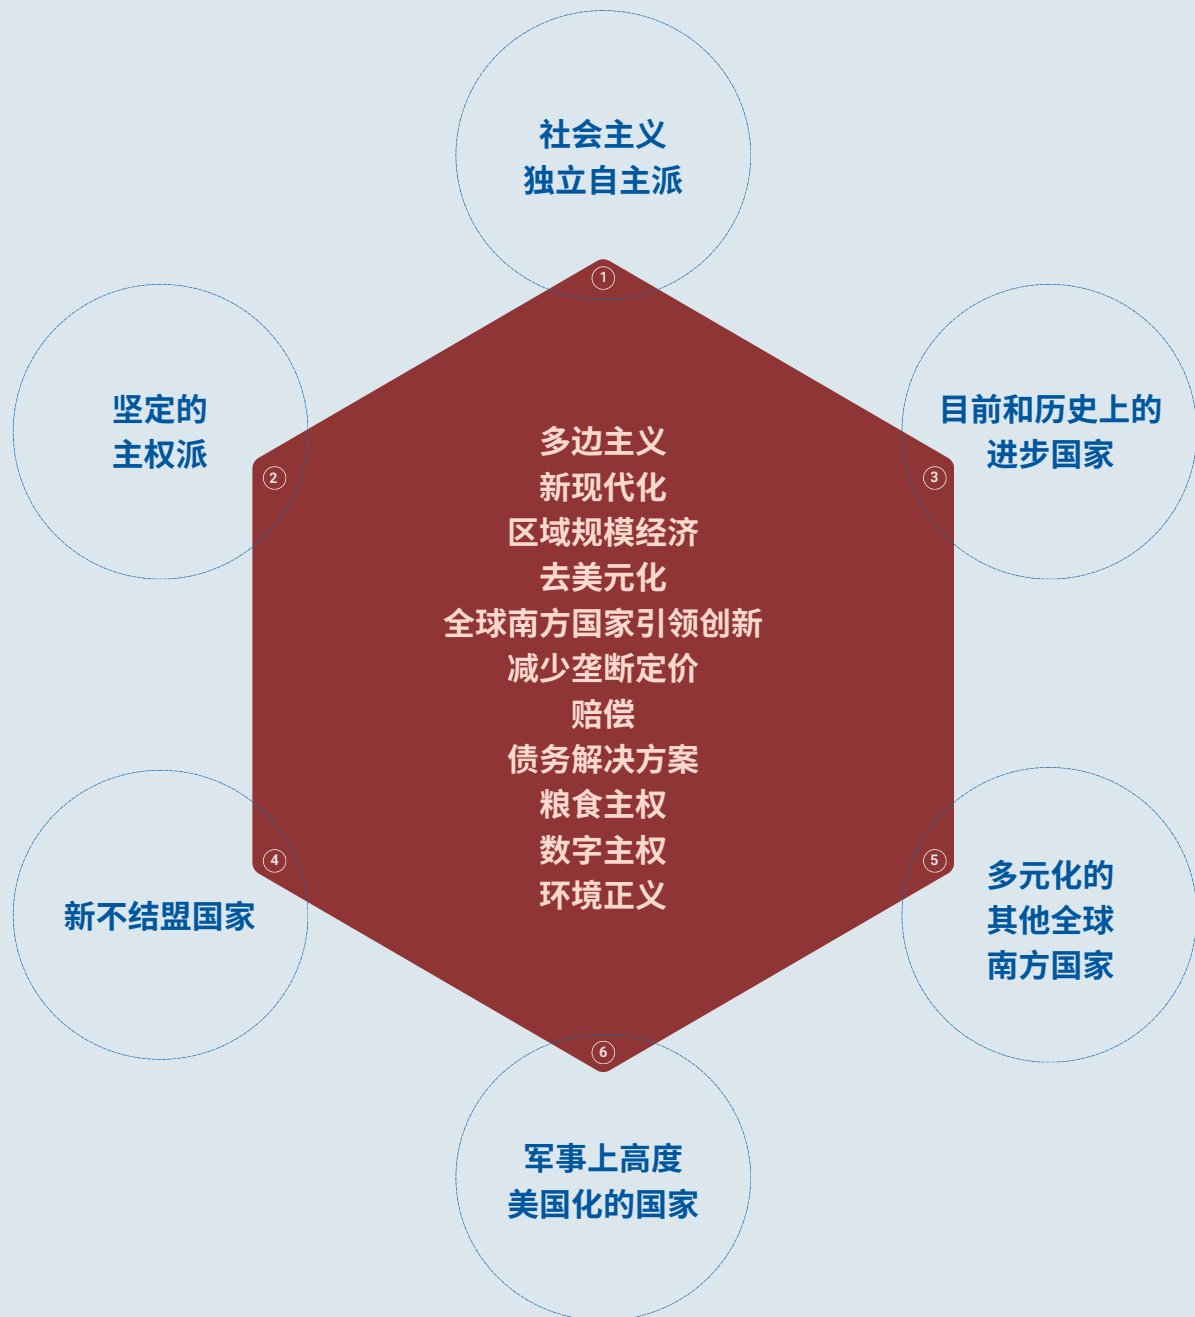 社会主义
独立自主派
①
坚定的
主权派
②
目前和历史上的
进步国家
③
多边主义
新现代化
区域规模经济
去美元化
全球南方国家引领创新
减少垄断定价
赔偿
债务解决方案
粮食主权
数字主权
环境正义
新不结盟国家
④
多元化的
其他全球
南方国家
⑤
⑥
军事上高度
美国化的国家